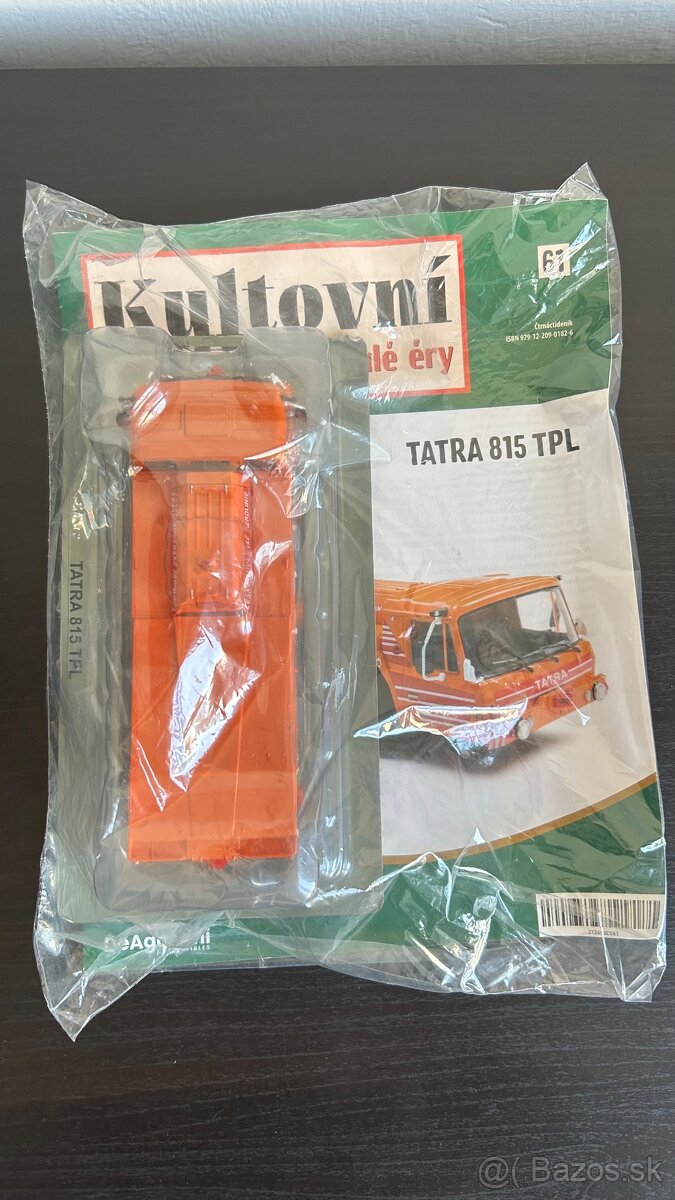 Kultovní
61
Čtrnáctideník
ISBN 979-12-209-0182-6
lé éry
TATRA 815 TPL
TATRA 815 TPL
TATRA
@( Bazos.sk